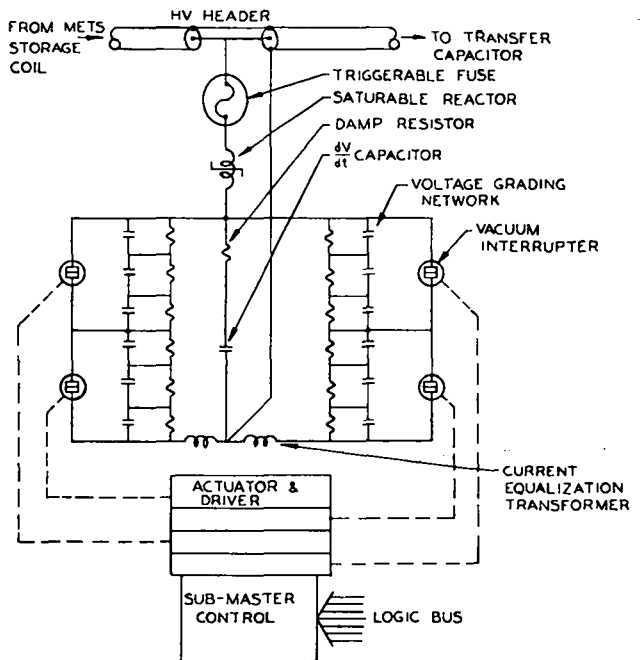 HV HEADER
FROM METS
STORAGE
COIL
TO TRANSFER
CAPACITOR
TRIGGERABLE FUSE
SATURABLE REACTOR
DAMP RESISTOR
dV
dt CAPACITOR
VOLTAGE GRADING
NETWORK
VACUUM
INTERRUPTER
CURRENT
EQUALIZATION
TRANSFORMER
ACTUATOR &
DRIVER
SUB-MASTER
CONTROL
LOGIC BUS